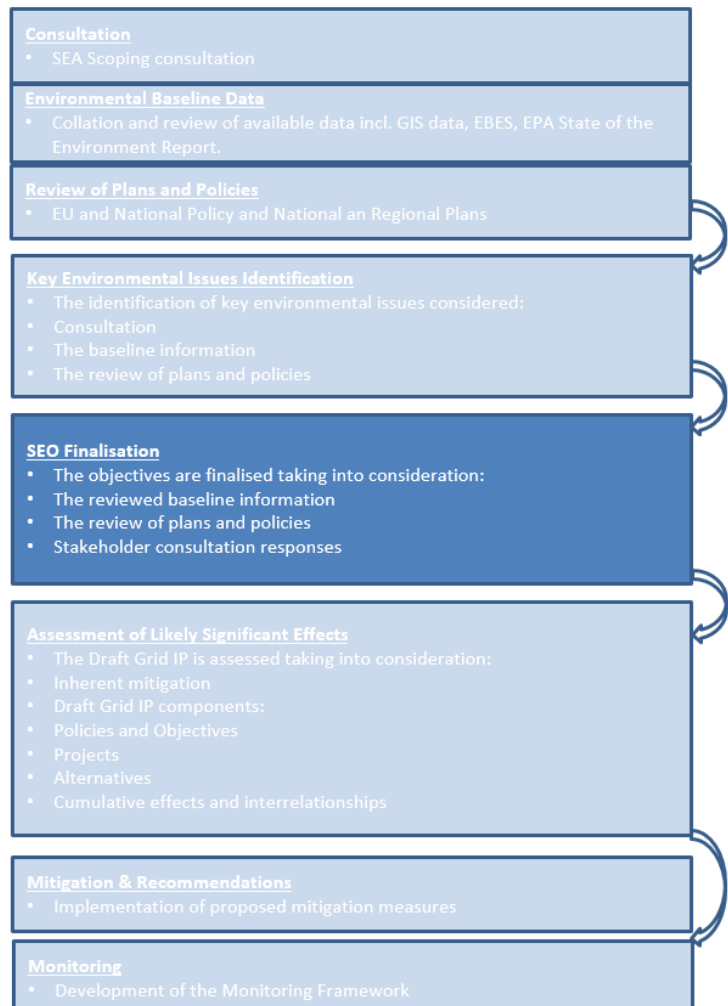 Consultation
• SEA Scoping consultation
Environmental Baseline Data
• Collation and review of available data incl. GIS data, EBES, EPA State of the
Environment Report.
Review of Plans and Policies
• EU and National Policy and National an Regional Plans
Key Environmental Issues Identification
• The identification of key environmental issues considered:
• Consultation
• The baseline information
• The review of plans and policies
SEO Finalisation
• The objectives are finalised taking into consideration:
• The reviewed baseline information
• The review of plans and policies
• Stakeholder consultation responses
Assessment of Likely Significant Effects
• The Draft Grid IP is assessed taking into consideration:
• Inherent mitigation
• Draft Grid IP components:
• Policies and Objectives
• Projects
• Alternatives
• Cumulative effects and interrelationships
Mitigation & Recommendations
• Implementation of proposed mitigation measures
Monitoring
• Development of the Monitoring Framework